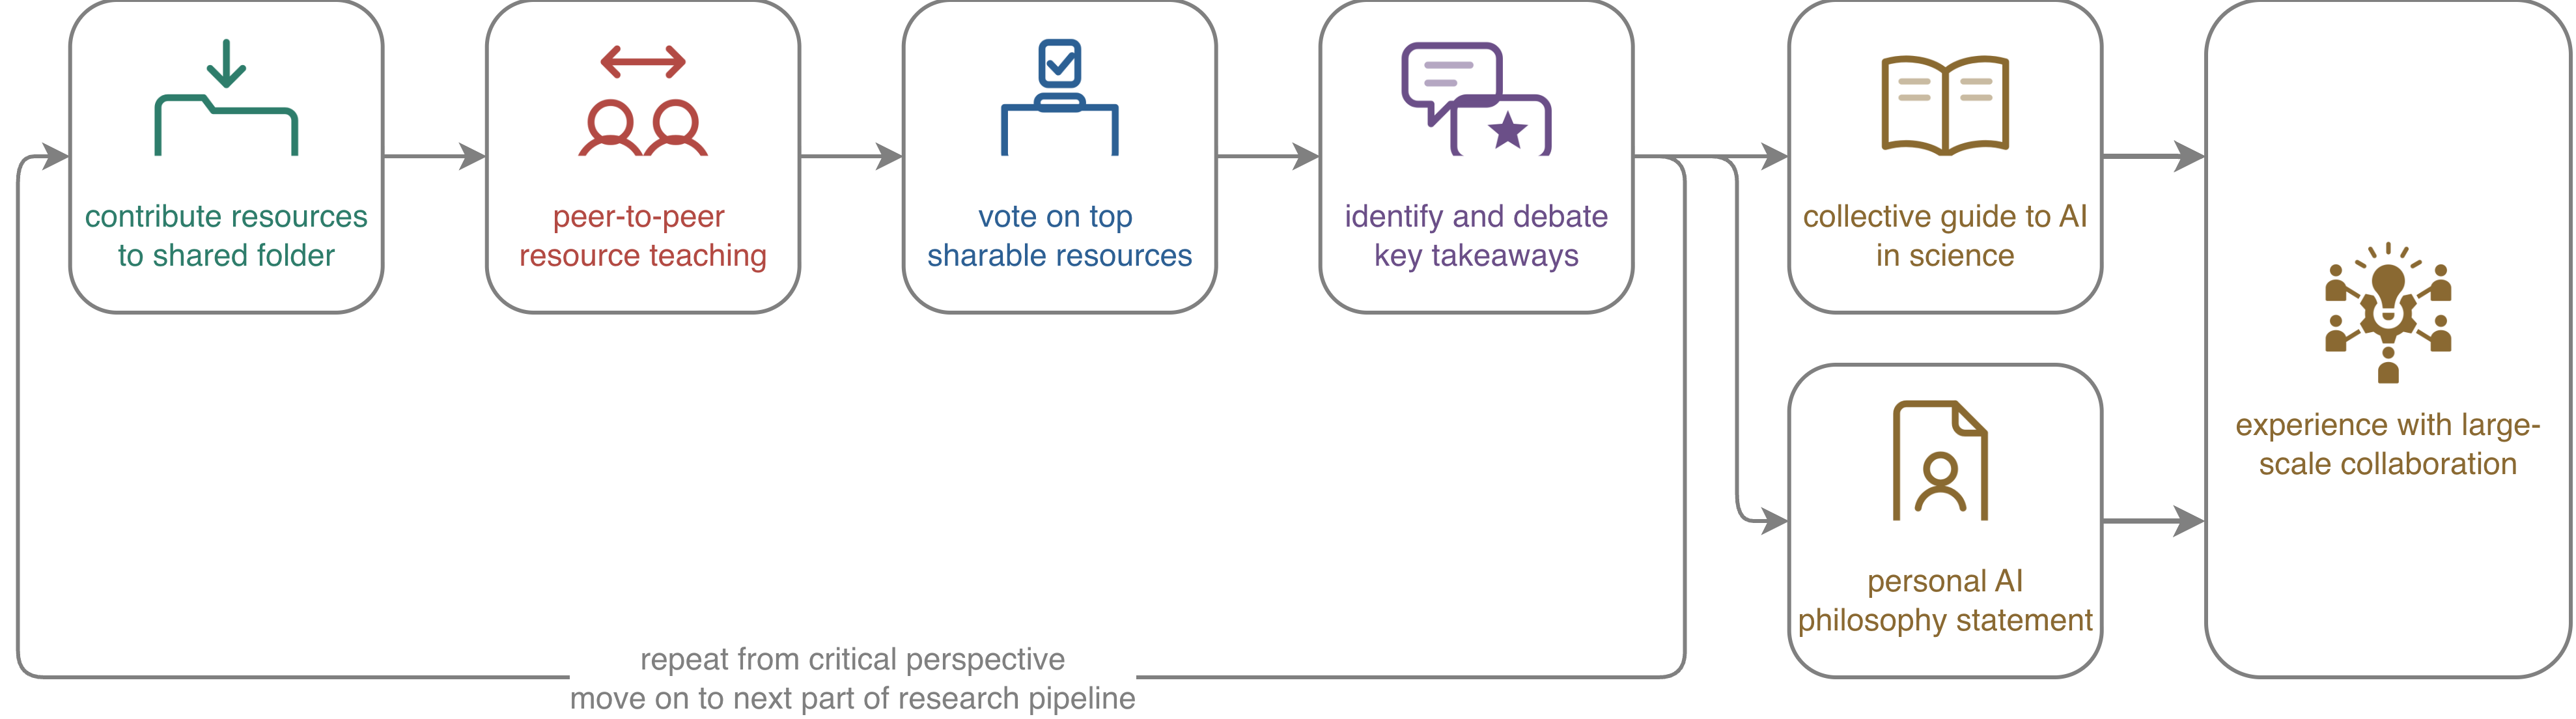 contribute resources
to shared folder
peer-to-peer
resource teaching
vote on top
sharable resources
identify and debate
key takeaways
collective guide to AI
in science
personal AI
philosophy statement
experience with large-
scale collaboration
repeat from critical perspective
move on to next part of research pipeline